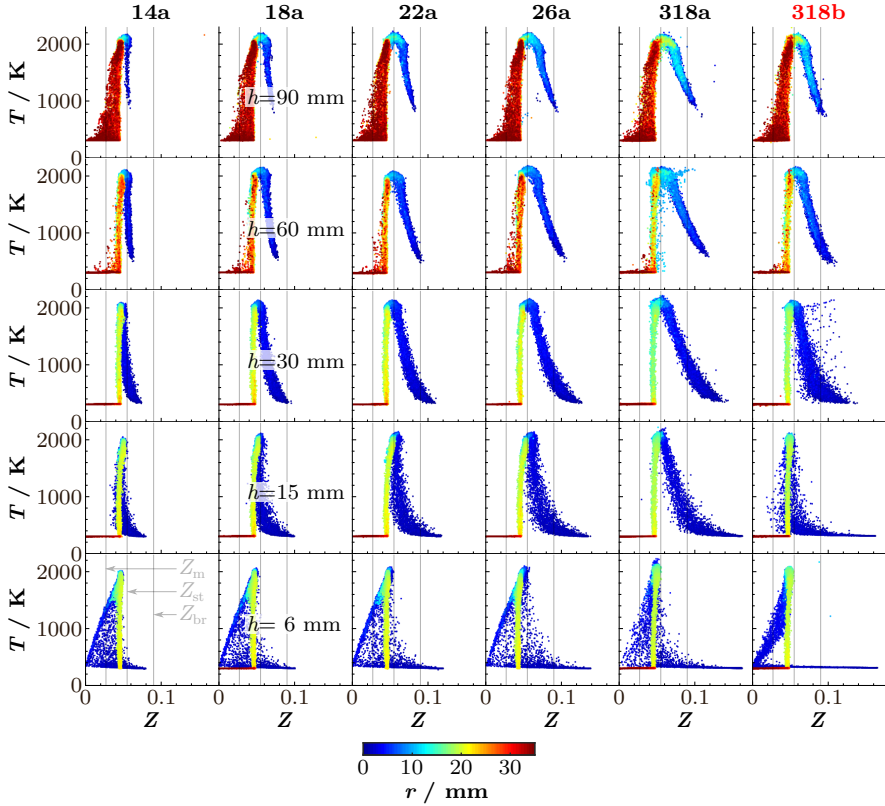 14a 18a 22a 26a 318a 318b
2000
T / K
1000
h=90 mm
0
2000
T / K
1000
h=60 mm
0
2000
T / K
1000
h=30 mm
0
2000
T / K
1000
h=15 mm
0
2000
T / K
1000
h= 6 mm
0
Zm
Zst
Zbr
0 0.1 0 0.1 0 0.1 0 0.1 0 0.1 0 0.1
Z Z Z Z Z Z
0 10 20 30
r / mm